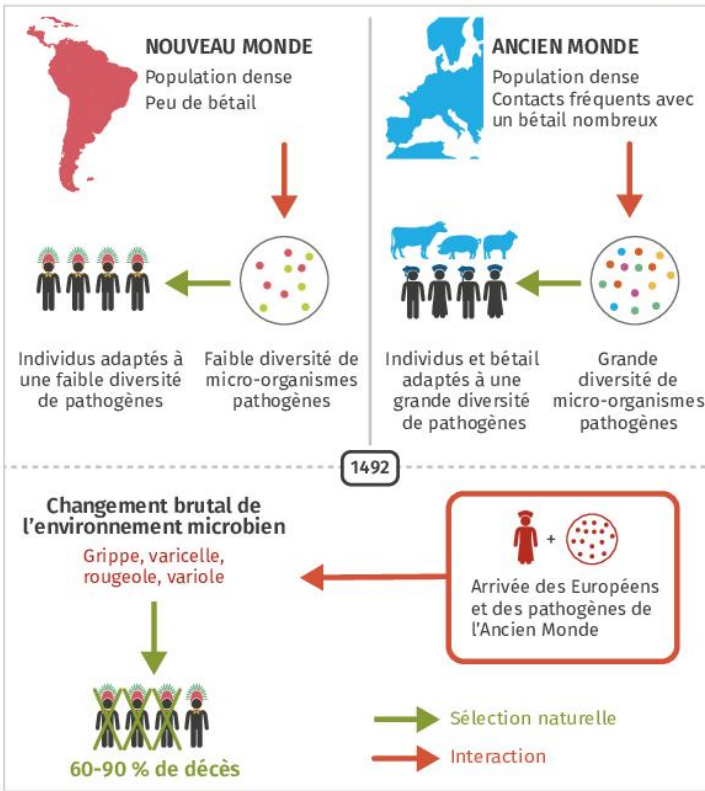 NOUVEAU MONDE
Population dense
Peu de bétail
Individus adaptés à
une faible diversité
de pathogènes
Faible diversité de
micro-organismes
pathogènes
ANCIEN MONDE
Population dense
Contacts fréquents avec
un bétail nombreux
Individus et bétail
adaptés à une
grande diversité
de pathogènes
Grande
diversité de
micro-organismes
pathogènes
1492
Changement brutal de
l’environnement microbien
Grippe, varicelle,
rougeole, variole
60-90 % de décès
+
Arrivée des Européens
et des pathogènes de
l’Ancien Monde
Sélection naturelle
Interaction